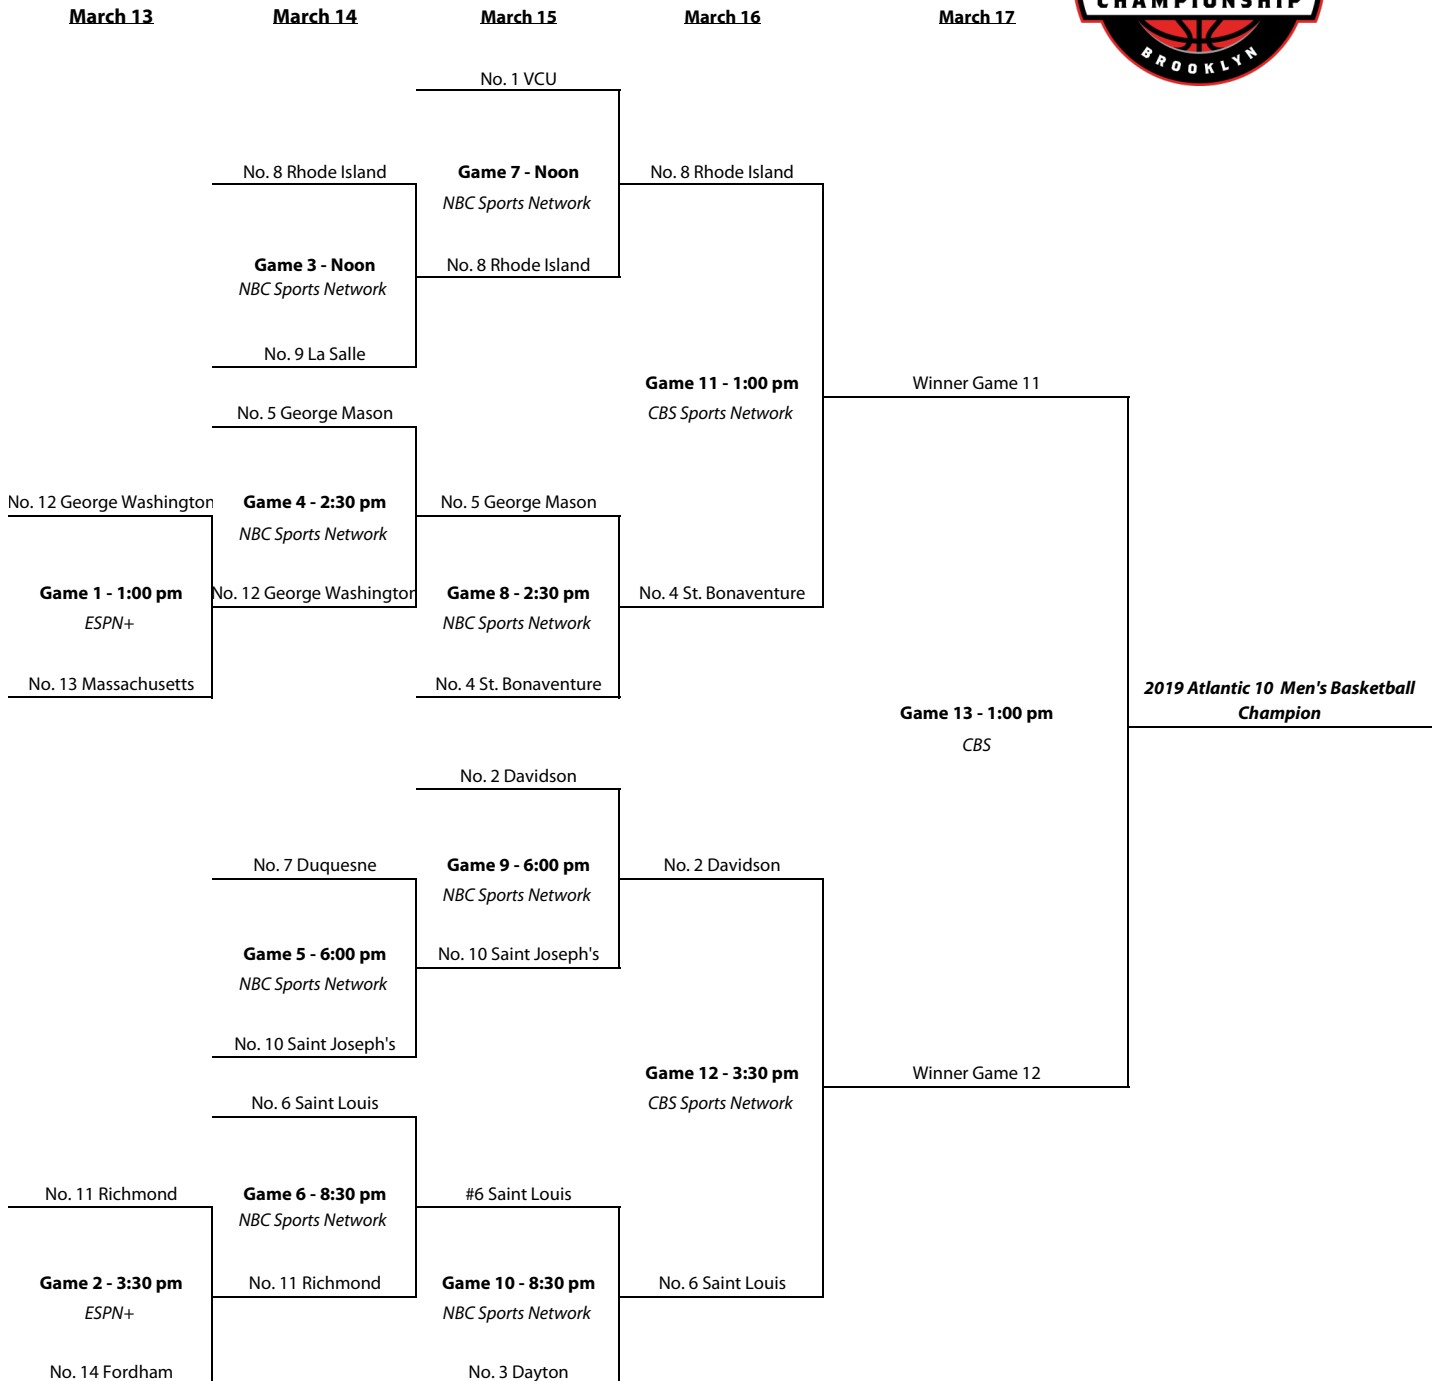 March 13
March 14
March 15
March 16
March 17
CHAMPIONSHIP
BROOKLYN
No. 1 VCU
No. 8 Rhode Island
Game 7 - Noon
No. 8 Rhode Island
NBC Sports Network
Game 3 - Noon
No. 8 Rhode Island
NBC Sports Network
No. 9 La Salle
Game 11 - 1:00 pm
Winner Game 11
No. 5 George Mason
CBS Sports Network
No. 12 George Washington
Game 4 - 2:30 pm
No. 5 George Mason
NBC Sports Network
Game 1 - 1:00 pm
No. 12 George Washington
Game 8 - 2:30 pm
No. 4 St. Bonaventure
ESPN+
NBC Sports Network
No. 13 Massachusetts
No. 4 St. Bonaventure
2019 Atlantic 10 Men's Basketball
Champion
Game 13 - 1:00 pm
CBS
No. 2 Davidson
No. 7 Duquesne
Game 9 - 6:00 pm
No. 2 Davidson
NBC Sports Network
Game 5 - 6:00 pm
No. 10 Saint Joseph's
NBC Sports Network
No. 10 Saint Joseph's
Game 12 - 3:30 pm
Winner Game 12
No. 6 Saint Louis
CBS Sports Network
No. 11 Richmond
Game 6 - 8:30 pm
#6 Saint Louis
NBC Sports Network
Game 2 - 3:30 pm
No. 11 Richmond
Game 10 - 8:30 pm
No. 6 Saint Louis
ESPN+
NBC Sports Network
No. 14 Fordham
No. 3 Dayton